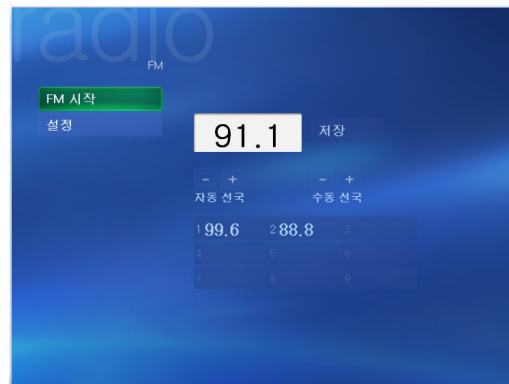 radio
FM
FM 시작
설정
91.1 저장
- + - +
자동 선국 수동 선국
1 99.6 2 88.8 3
4 5 6
7 8 9